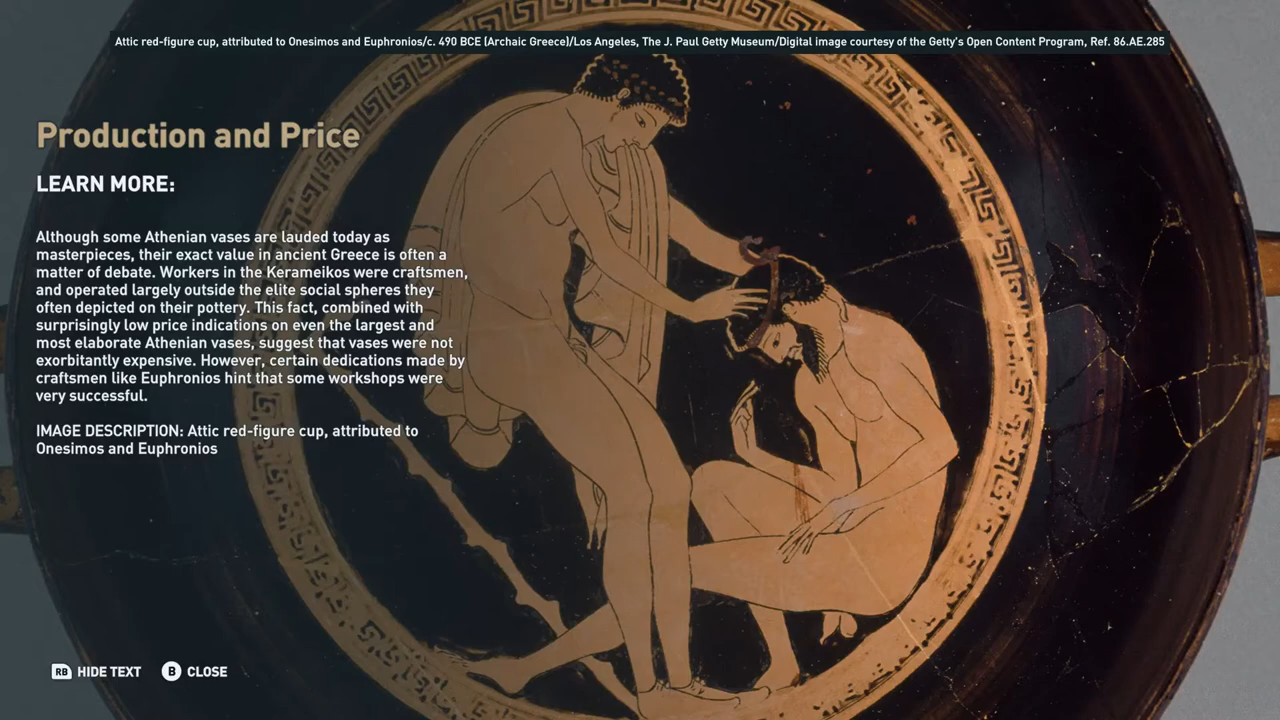 Attic red-figure cup, attributed to Onesimos and Euphronios/c. 490 BCE (Archaic Greece)/Los Angeles, The J. Paul Getty Museum/Digital image courtesy of the Getty's Open Content Program, Ref. 86.AE.285
Production and Price
LEARN MORE:
Although some Athenian vases are lauded today as
masterpieces, their exact value in ancient Greece is often a
matter of debate. Workers in the Kerameikos were craftsmen,
and operated largely outside the elite social spheres they
often depicted on their pottery. This fact, combined with
surprisingly low price indications on even the largest and
most elaborate Athenian vases, suggest that vases were not
exorbitantly expensive. However, certain dedications made by
craftsmen like Euphronios hint that some workshops were
very successful.
IMAGE DESCRIPTION: Attic red-figure cup, attributed to
Onesimos and Euphronios
RB HIDE TEXT B CLOSE